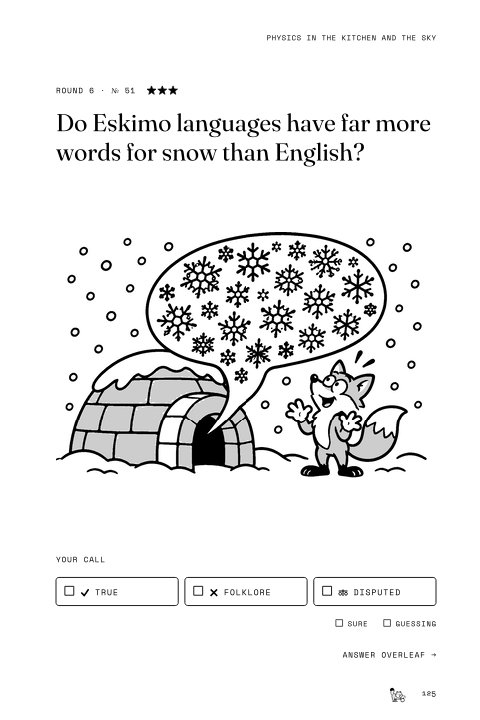 PHYSICS IN THE KITCHEN AND THE SKY
ROUND 6 · № 51 ★★★
Do Eskimo languages have far more
words for snow than English?
YOUR CALL
☐ ✔ TRUE
☐ ✖ FOLKLORE
☐ DISPUTED
☐ SURE ☐ GUESSING
ANSWER OVERLEAF →
125